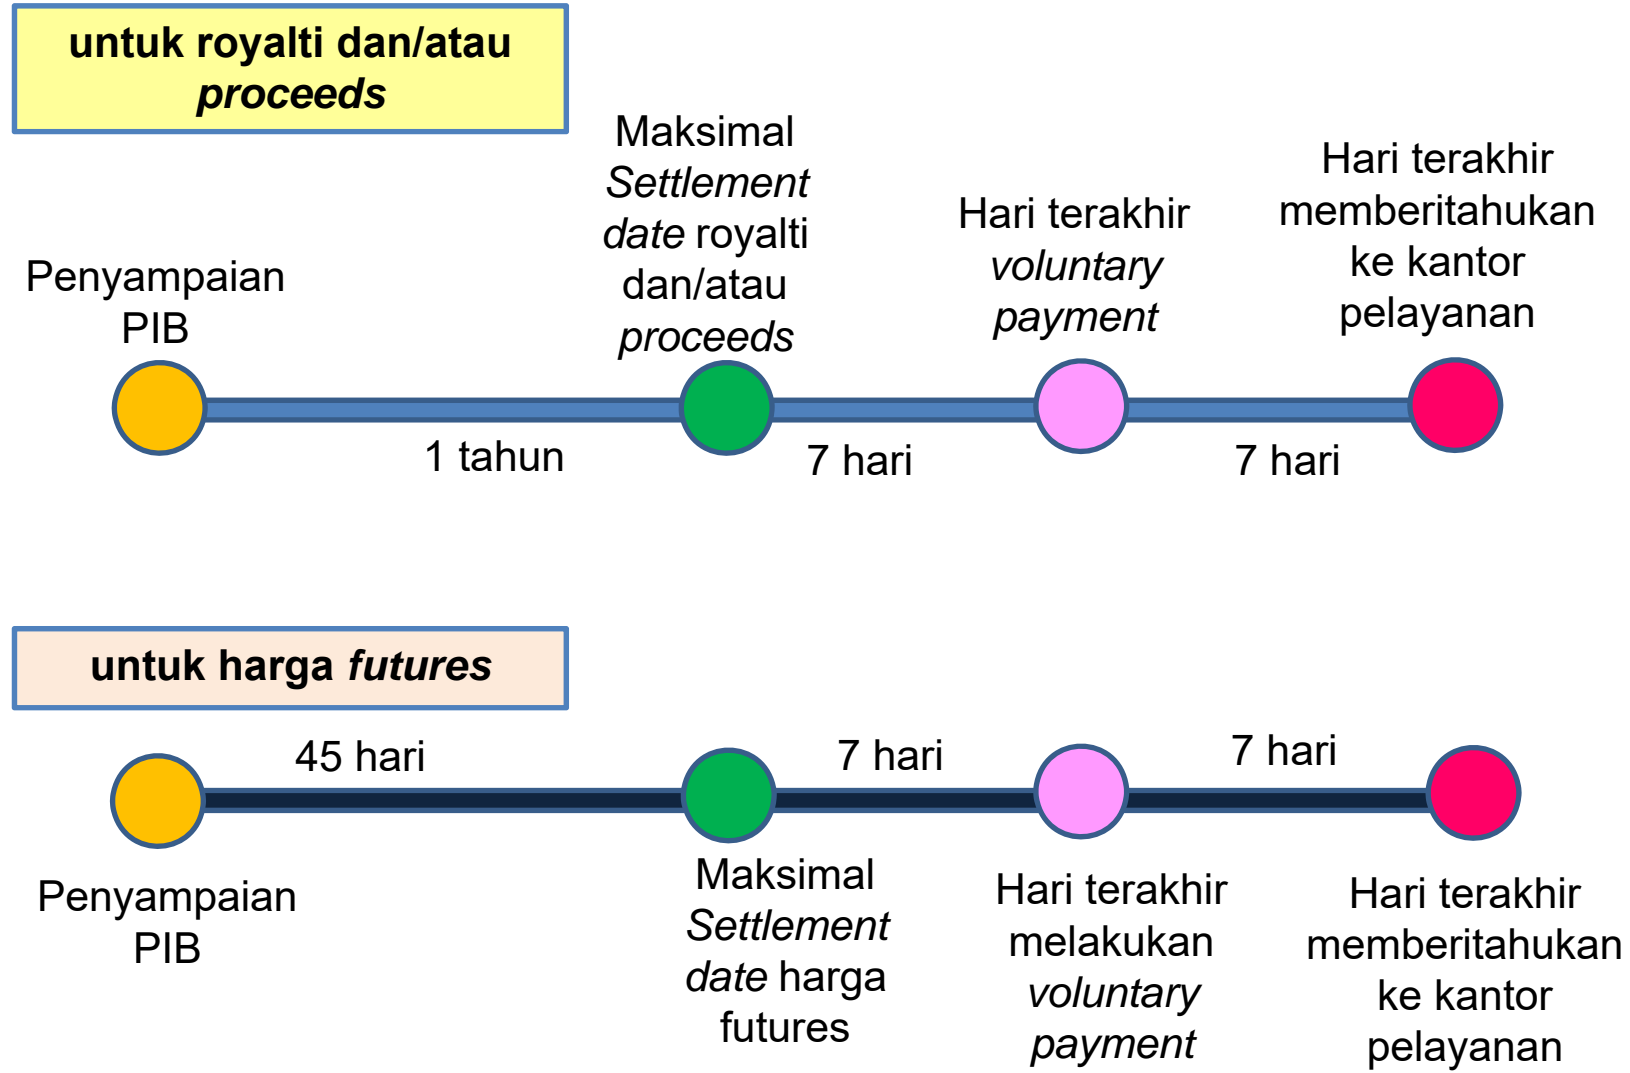 untuk royalti dan/atau
proceeds
Penyampaian
PIB
Maksimal
Settlement
date royalti
dan/atau
proceeds
Hari terakhir
voluntary
payment
Hari terakhir
memberitahukan
ke kantor
pelayanan
1 tahun
7 hari
7 hari
untuk harga futures
45 hari
7 hari
7 hari
Penyampaian
PIB
Maksimal
Settlement
date harga
futures
Hari terakhir
melakukan
voluntary
payment
Hari terakhir
memberitahukan
ke kantor
pelayanan